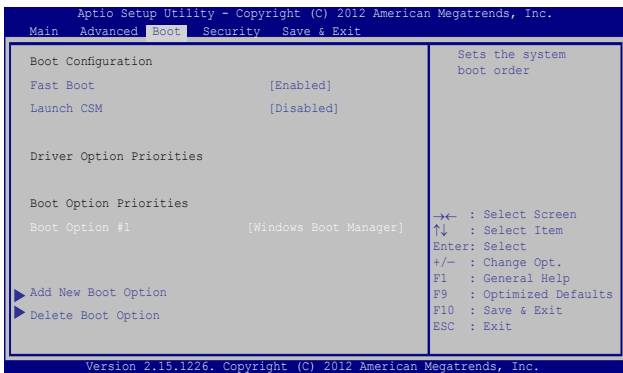 Aptio Setup Utility - Copyright (C) 2012 American Megatrends, Inc.
Main Advanced Boot Security Save & Exit
Boot Configuration
Fast Boot [Enabled]
Launch CSM [Disabled]
Driver Option Priorities
Boot Option Priorities
Boot Option #1 [Windows Boot Manager]
Add New Boot Option
Delete Boot Option
Sets the system
boot order
→← : Select Screen
↑↓ : Select Item
Enter: Select
+/— : Change Opt.
F1 : General Help
F9 : Optimized Defaults
F10 : Save & Exit
ESC : Exit
Version 2.15.1226. Copyright (C) 2012 American Megatrends, Inc.